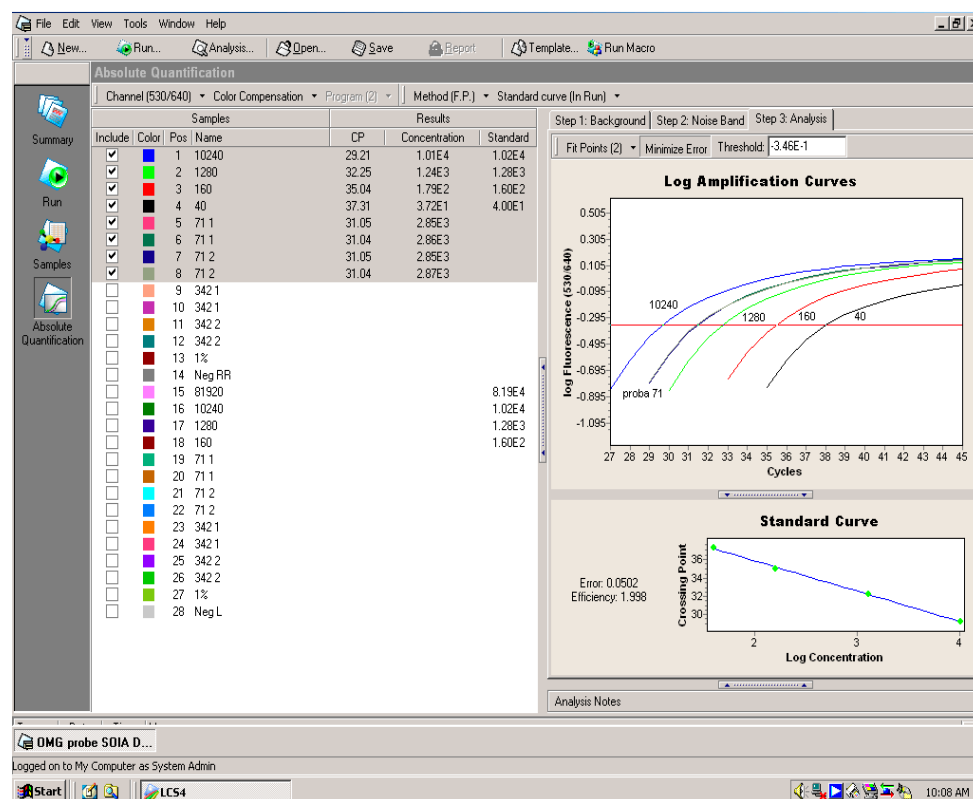 File Edit View Tools Window Help
New... Run... Analysis... Open... Save Report Template... Run Macro
Absolute Quantification
Channel (530/640) Color Compensation Program (2) Method (F.P.) Standard curve (In Run)
Summary
Run
Samples
Absolute
Quantification
Samples Results
Include Color Pos Name CP Concentration Standard
1 10240 29.21 1.01E4 1.02E4
2 1280 32.25 1.24E3 1.28E3
3 160 35.04 1.79E2 1.60E2
4 40 37.31 3.72E1 4.00E1
5 71 1 31.05 2.85E3
6 71 1 31.04 2.86E3
7 71 2 31.05 2.85E3
8 71 2 31.04 2.87E3
9 342 1
10 342 1
11 342 2
12 342 2
13 1%
14 Neg RR
15 81920 8.19E4
16 10240 1.02E4
17 1280 1.28E3
18 160 1.60E2
19 71 1
20 71 1
21 71 2
22 71 2
23 342 1
24 342 1
25 342 2
26 342 2
27 1%
28 Neg L
Step 1: Background Step 2: Noise Band Step 3: Analysis
Fit Points (2) Minimize Error Threshold: -3.46E-1
Log Amplification Curves
log Fluorescence (530/640)
0.505
0.305
0.105
-0.095
-0.295
-0.495
-0.695
-0.895
-1.095
10240 1280 160 40
proba 71
27 28 29 30 31 32 33 34 35 36 37 38 39 40 41 42 43 44 45
Cycles
Standard Curve
Error: 0.0502
Efficiency: 1.998
Crossing Point
36
34
32
30
2 3 4
Log Concentration
Analysis Notes
OMG probe SOIA D...
Logged on to My Computer as System Admin
Start LCS4 10:08 AM